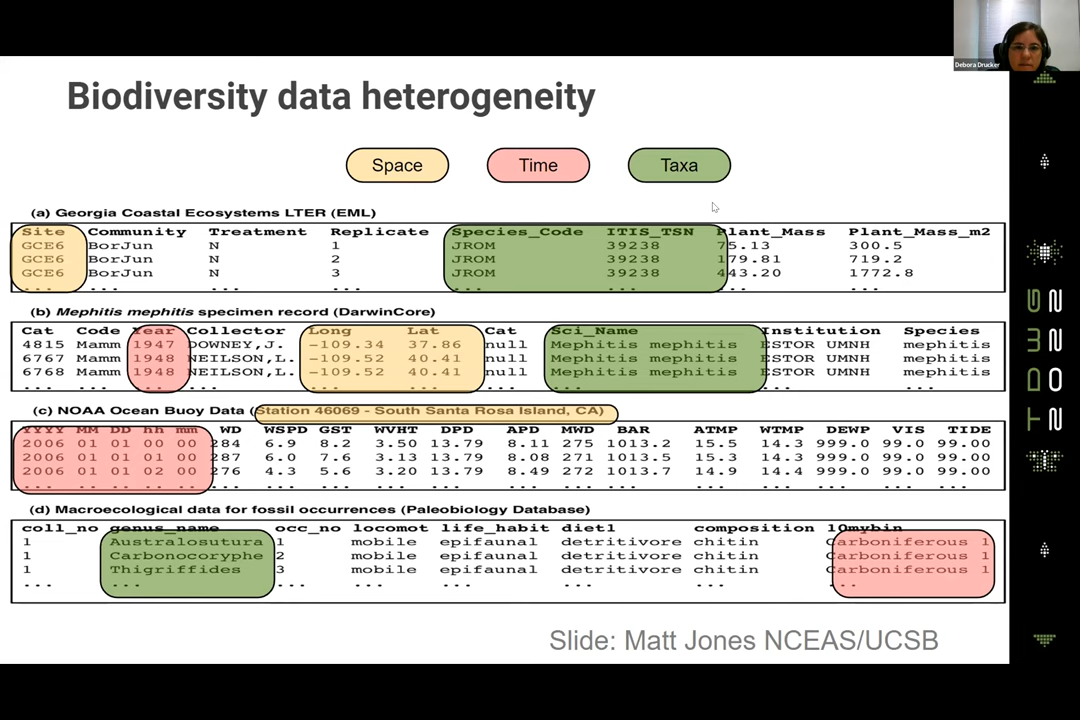 Debora Drucker
Biodiversity data heterogeneity
Space Time Taxa
(a) Georgia Coastal Ecosystems LTER (EML)
Site Community Treatment Replicate Species_Code ITIS_TSN Plant_Mass Plant_Mass_m2
GCE6 BorJun N 1 JROM 39238 75.13 300.5
GCE6 BorJun N 2 JROM 39238 179.81 719.2
GCE6 BorJun N 3 JROM 39238 443.20 1772.8
... ... ... ... ... ... ... ...
(b) Mephitis mephitis specimen record (DarwinCore)
Cat Code Year Collector Long Lat Cat Sci_Name Institution Species
4815 Mamm 1947 DOWNEY,J. -109.34 37.86 null Mephitis mephitis ESTOR UMNH mephitis
6767 Mamm 1948 NEILSON,L. -109.52 40.41 null Mephitis mephitis ESTOR UMNH mephitis
6768 Mamm 1948 NEILSON,L. -109.52 40.41 null Mephitis mephitis ESTOR UMNH mephitis
... ... ... ... ... ... ... ... ... ...
(c) NOAA Ocean Buoy Data (Station 46069 - South Santa Rosa Island, CA)
YYYY MM DD hh mm WD WSPD GST WVHT DPD APD MWD BAR ATMP WTMP DEWP VIS TIDE
2006 01 01 00 00 284 6.9 8.2 3.50 13.79 8.11 275 1013.2 15.5 14.3 999.0 99.0 99.00
2006 01 01 01 00 287 6.0 7.6 3.13 13.79 8.08 271 1013.5 15.3 14.3 999.0 99.0 99.00
2006 01 01 02 00 276 4.3 5.6 3.20 13.79 8.49 272 1013.7 14.9 14.4 999.0 99.0 99.00
... .. .. .. .. ... ... ... ... ... ... ... ... ... ... ... ... ...
(d) Macroecological data for fossil occurrences (Paleobiology Database)
coll_no genus_name occ_no locomot life_habit diet1 composition 10mybin
1 Australosutura 1 mobile epifaunal detritivore chitin Carboniferous 1
1 Carbonocoryphe 2 mobile epifaunal detritivore chitin Carboniferous 1
1 Thigriffides 3 mobile epifaunal detritivore chitin Carboniferous 1
... ... ... ... ... ... ... ...
Slide: Matt Jones NCEAS/UCSB
TDWG
2022